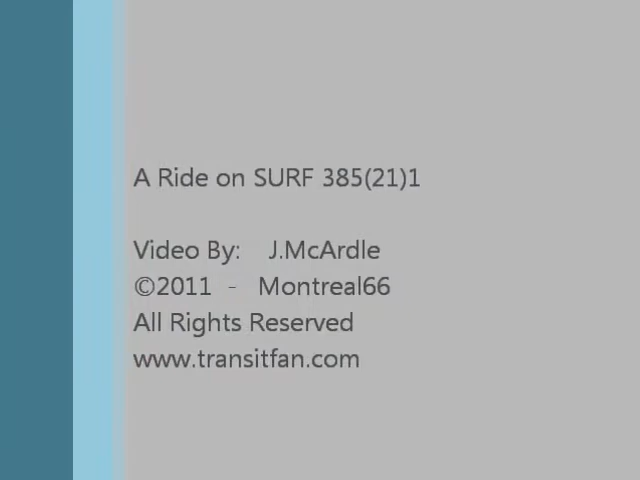 A Ride on SURF 385(21)1
Video By: J.McArdle
©2011 - Montreal66
All Rights Reserved
www.transitfan.com